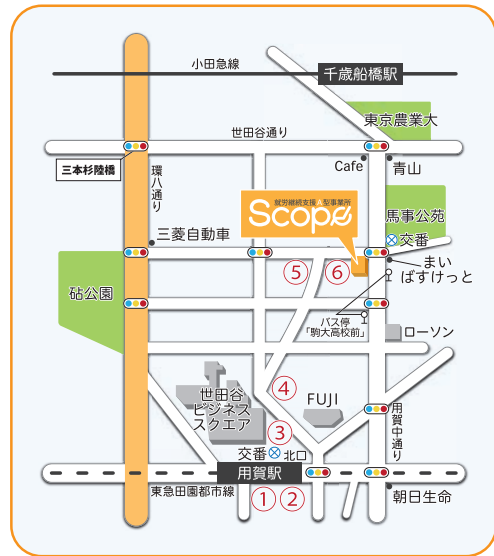 小田急線
千歳船橋駅
東京農業大
世田谷通り
三本杉陸橋
環八通り
Cafe
青山
就労継続支援A型事業所
Scope
馬事公苑
交番
三菱自動車
まい
ばすけっと
⑤
⑥
砧公園
バス停
「駒大高校前」
ローソン
世田谷
ビジネス
スクエア
④
FUJI
③
用賀中通り
交番
北口
用賀駅
東急田園都市線
①
②
朝日生命